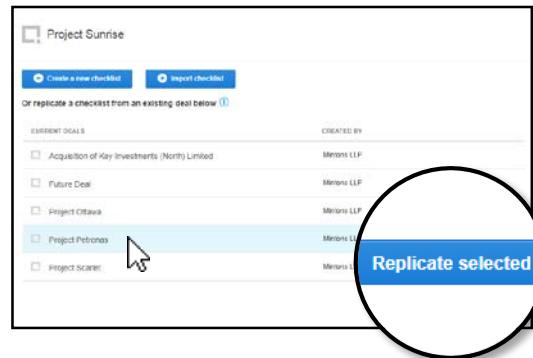 Project Sunrise
Create a new checklist
Import checklist
Or replicate a checklist from an existing deal below
CURRENT DEALS
CREATED BY
Acquisition of Key Investments (North) Limited
Mirrons LLP
Future Deal
Mirrons LLP
Project Ottawa
Mirrons LLP
Project Petronas
Mirrons LL
Project Scarlet
Mirrons L
Replicate selected